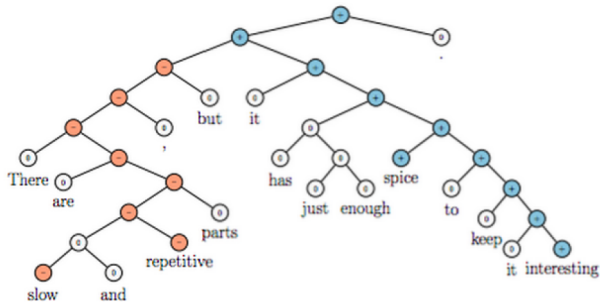 .
but it
,
There has spice
are just enough to
parts keep
repetitive it interesting
slow and